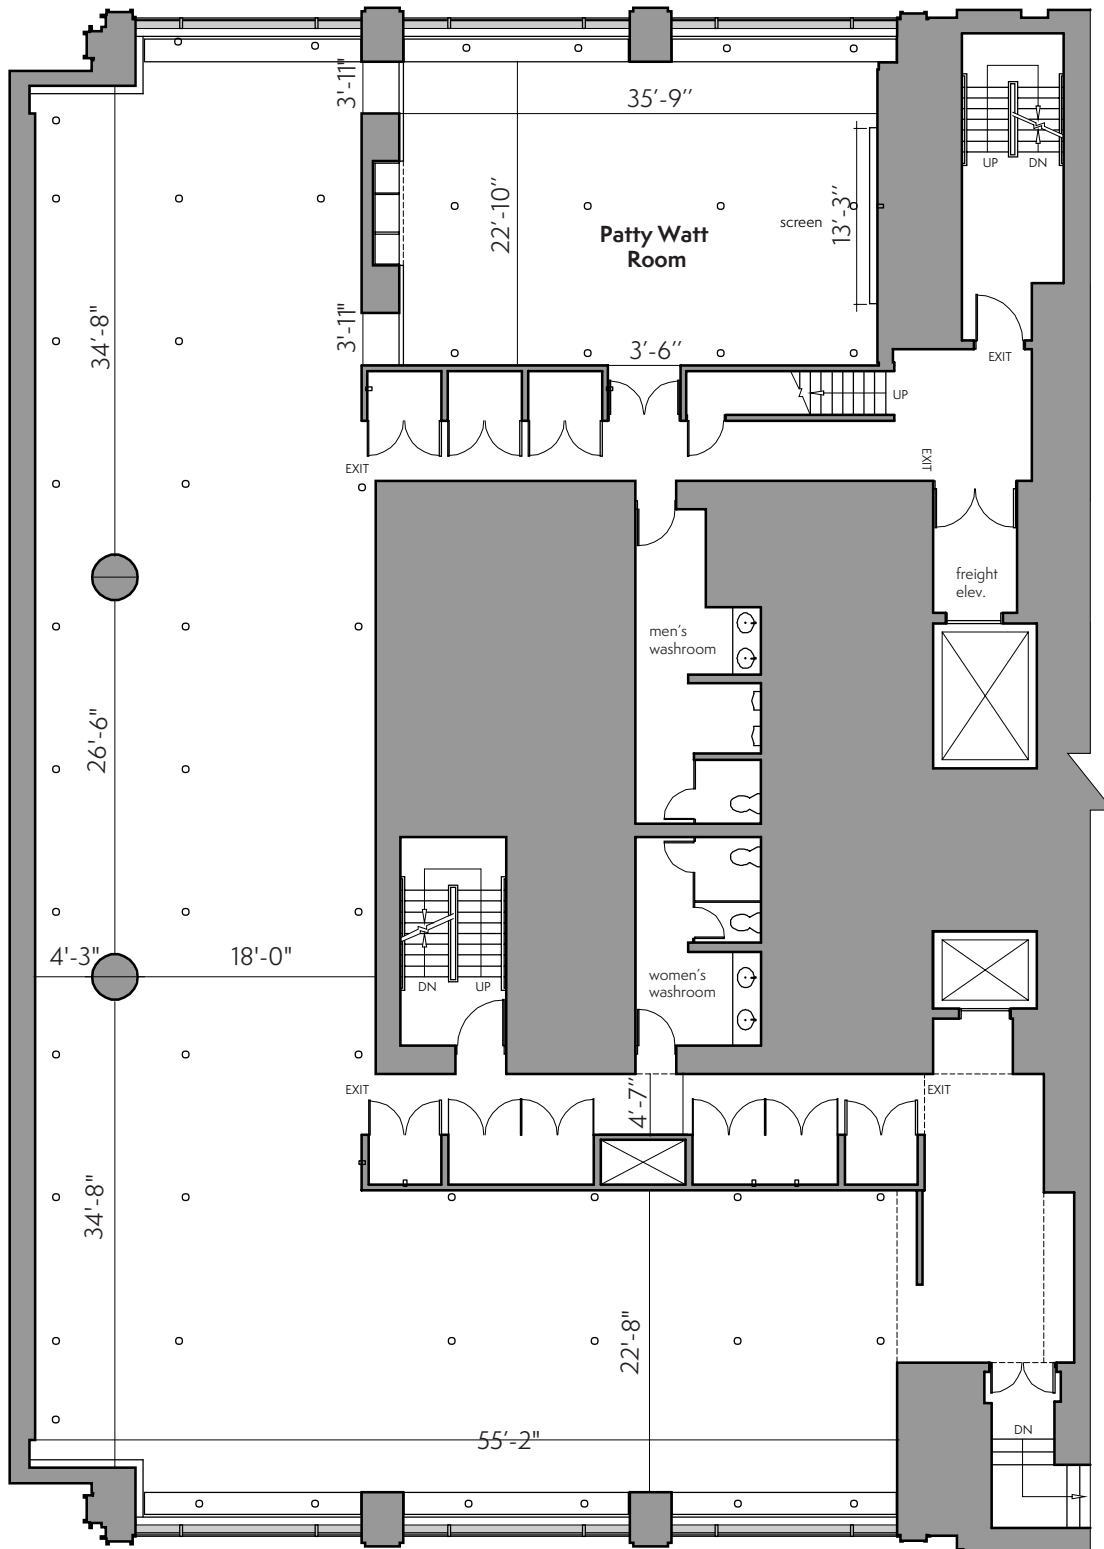 3'-11"
35'-9''
UP
DN
22'-10''
screen
13'-3''
Patty Watt
Room
34'-8"
3'-11"
3'-6''
EXIT
UP
EXIT
EXIT
freight
elev.
men's
washroom
26'-6"
4'-3"
18'-0"
DN
UP
women's
washroom
EXIT
4'-7''
EXIT
34'-8"
22'-8"
55'-2"
DN